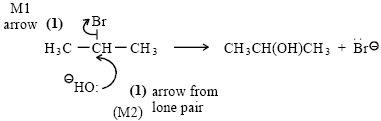 M1
arrow (1) Br
H₃C — CH — CH₃ ⟶ CH₃CH(OH)CH₃ + :Br⊖
⊖HO: (1) arrow from
(M2) lone pair